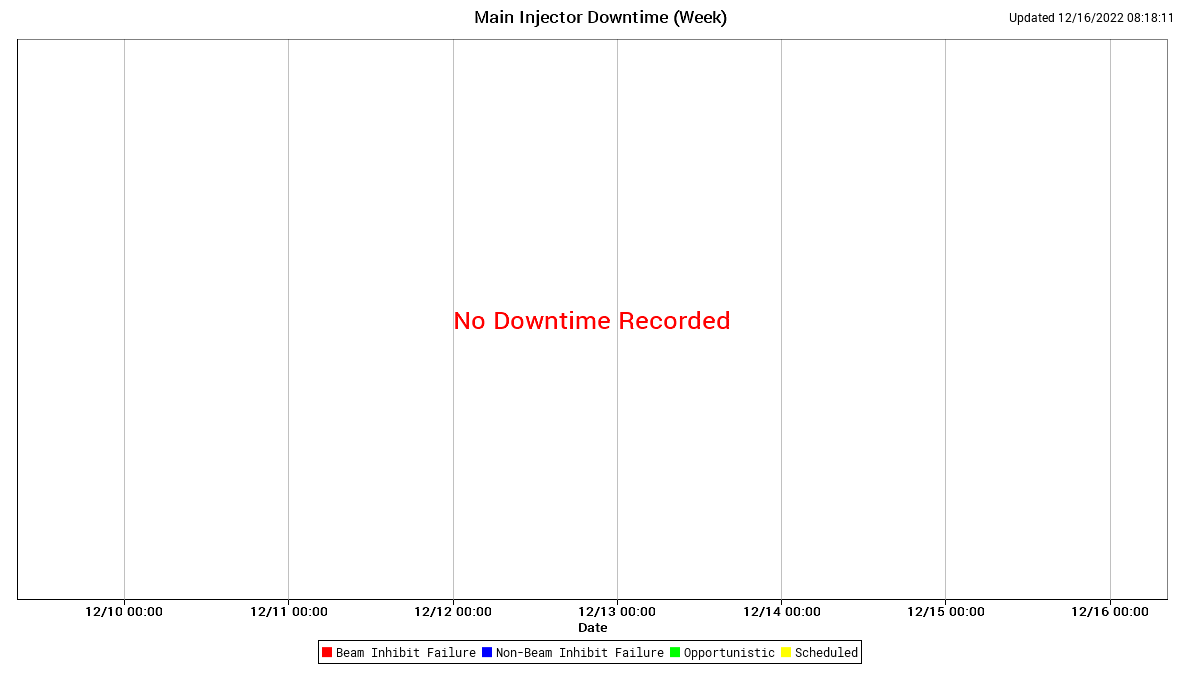 Main Injector Downtime (Week)
Updated 12/16/2022 08:18:11
No Downtime Recorded
12/10 00:00 12/11 00:00 12/12 00:00 12/13 00:00 12/14 00:00 12/15 00:00 12/16 00:00
Date
Beam Inhibit Failure Non-Beam Inhibit Failure Opportunistic Scheduled